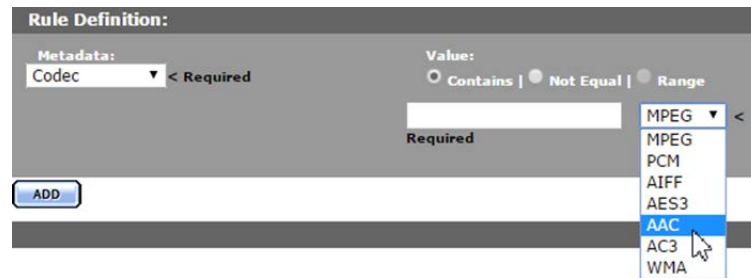 Rule Definition:
Metadata:
Codec
< Required
Value:
Contains | Not Equal | Range
MPEG
<
Required
MPEG
PCM
AIFF
AES3
AAC
AC3
WMA
ADD